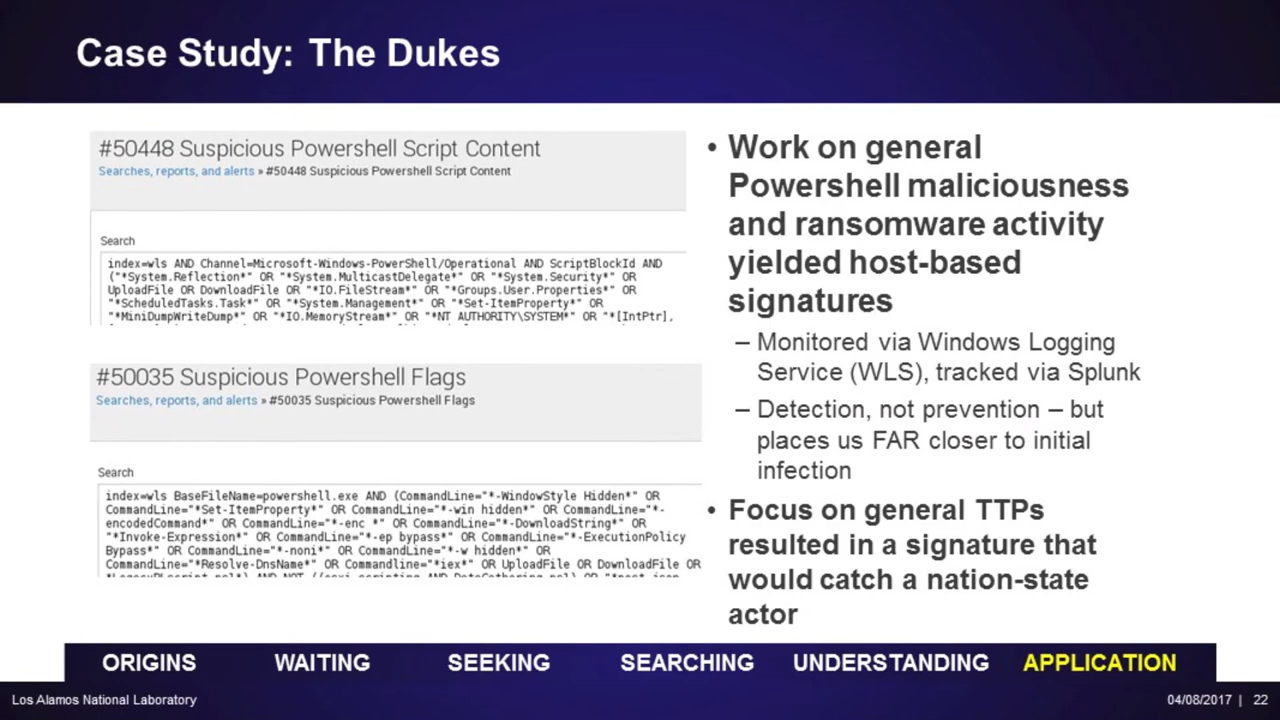 Case Study: The Dukes
#50448 Suspicious Powershell Script Content
Searches, reports, and alerts » #50448 Suspicious Powershell Script Content
Search
index=wls AND Channel=Microsoft-Windows-PowerShell/Operational AND ScriptBlockId AND
("*System.Reflection*" OR "*System.MulticastDelegate*" OR "*System.Security*" OR
UploadFile OR DownloadFile OR "*IO.FileStream*" OR "*Groups.User.Properties*" OR
"*ScheduledTasks.Task*" OR "*System.Management*" OR "*Set-ItemProperty*" OR
"*MiniDumpWriteDump*" OR "*IO.MemoryStream*" OR "*NT AUTHORITY\SYSTEM*" OR "*[IntPtr],
#50035 Suspicious Powershell Flags
Searches, reports, and alerts » #50035 Suspicious Powershell Flags
Search
index=wls BaseFileName=powershell.exe AND (CommandLine="*-WindowStyle Hidden*" OR
CommandLine="*Set-ItemProperty*" OR CommandLine="*-win hidden*" OR CommandLine="*-
encodedCommand*" OR CommandLine="*-enc *" OR CommandLine="*-DownloadString*" OR
"*Invoke-Expression*" OR CommandLine="*-ep bypass*" OR CommandLine="*-ExecutionPolicy
Bypass*" OR CommandLine="*-noni*" OR CommandLine="*-w hidden*" OR
CommandLine="*Resolve-DnsName*" OR Commandline="*iex*" OR UploadFile OR DownloadFile OR
• Work on general
Powershell maliciousness
and ransomware activity
yielded host-based
signatures
– Monitored via Windows Logging
Service (WLS), tracked via Splunk
– Detection, not prevention – but
places us FAR closer to initial
infection
• Focus on general TTPs
resulted in a signature that
would catch a nation-state
actor
ORIGINS WAITING SEEKING SEARCHING UNDERSTANDING APPLICATION
Los Alamos National Laboratory 04/08/2017 | 22